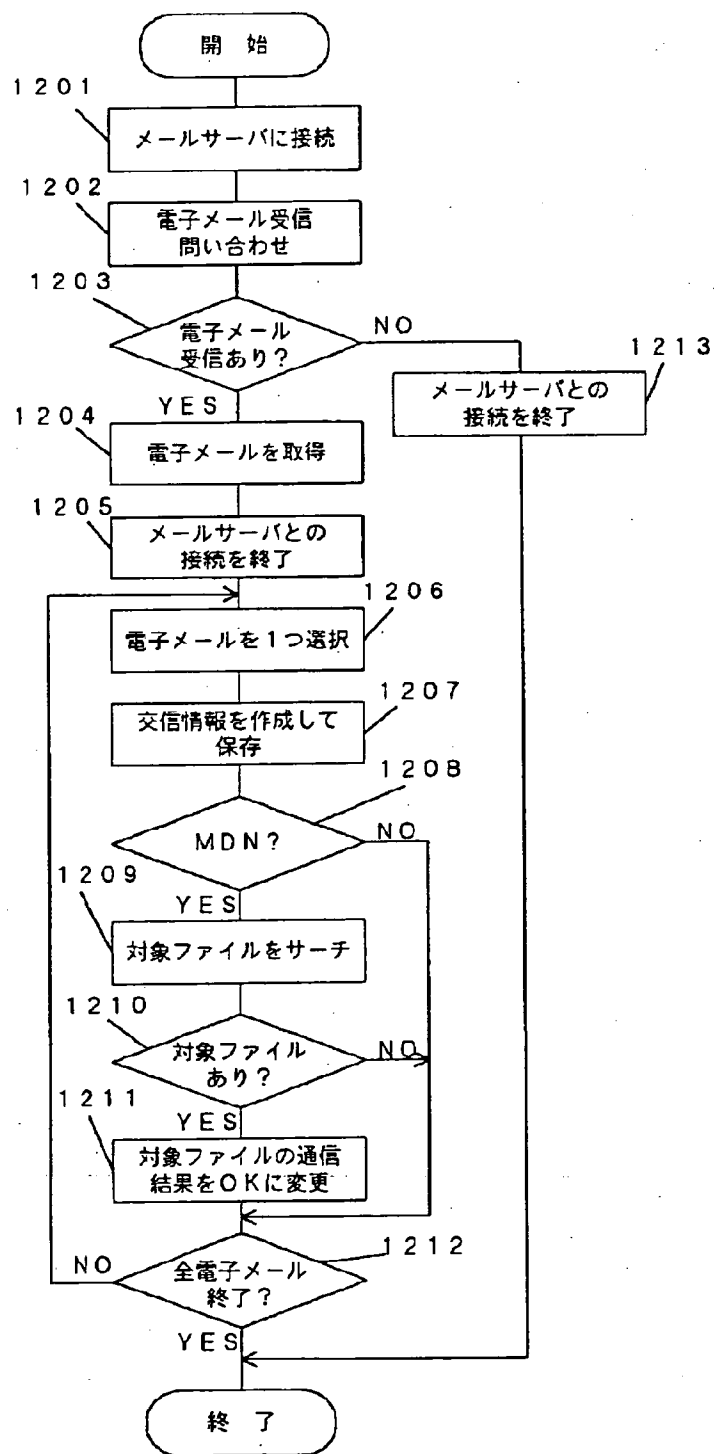 開 始
1201
メールサーバに接続
1202
電子メール受信
問い合わせ
1203
電子メール
受信あり?
NO
YES
1213
メールサーバとの
接続を終了
1204
電子メールを取得
1205
メールサーバとの
接続を終了
1206
電子メールを1つ選択
1207
交信情報を作成して
保存
1208
MDN?
NO
YES
1209
対象ファイルをサーチ
1210
対象ファイル
あり?
NO
YES
1211
対象ファイルの通信
結果をOKに変更
1212
全電子メール
終了?
NO
YES
終 了